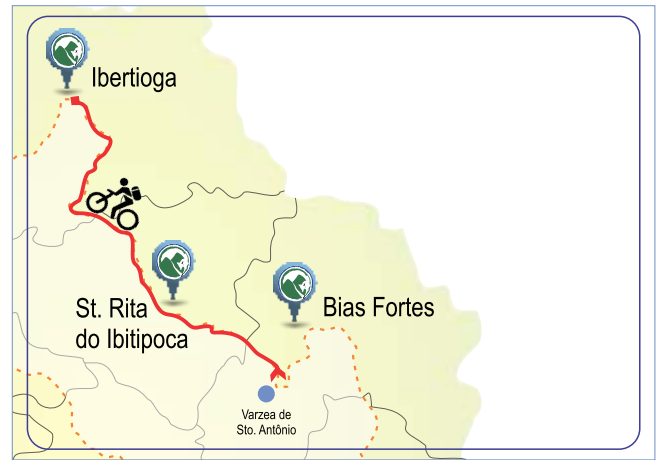 Ibertioga
St. Rita
do Ibitipoca
Bias Fortes
Varzea de
Sto. Antônio